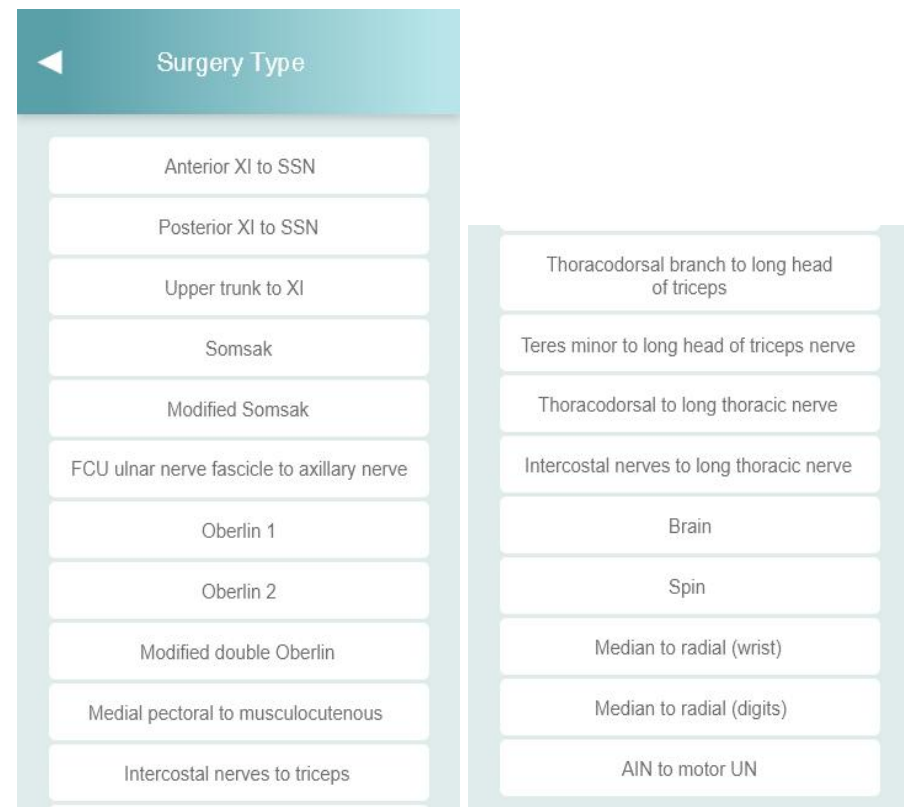 Surgery Type
Anterior XI to SSN
Posterior XI to SSN
Upper trunk to XI
Somsak
Modified Somsak
FCU ulnar nerve fascicle to axillary nerve
Oberlin 1
Oberlin 2
Modified double Oberlin
Medial pectoral to musculocutenous
Intercostal nerves to triceps
Thoracodorsal branch to long head
of triceps
Teres minor to long head of triceps nerve
Thoracodorsal to long thoracic nerve
Intercostal nerves to long thoracic nerve
Brain
Spin
Median to radial (wrist)
Median to radial (digits)
AIN to motor UN